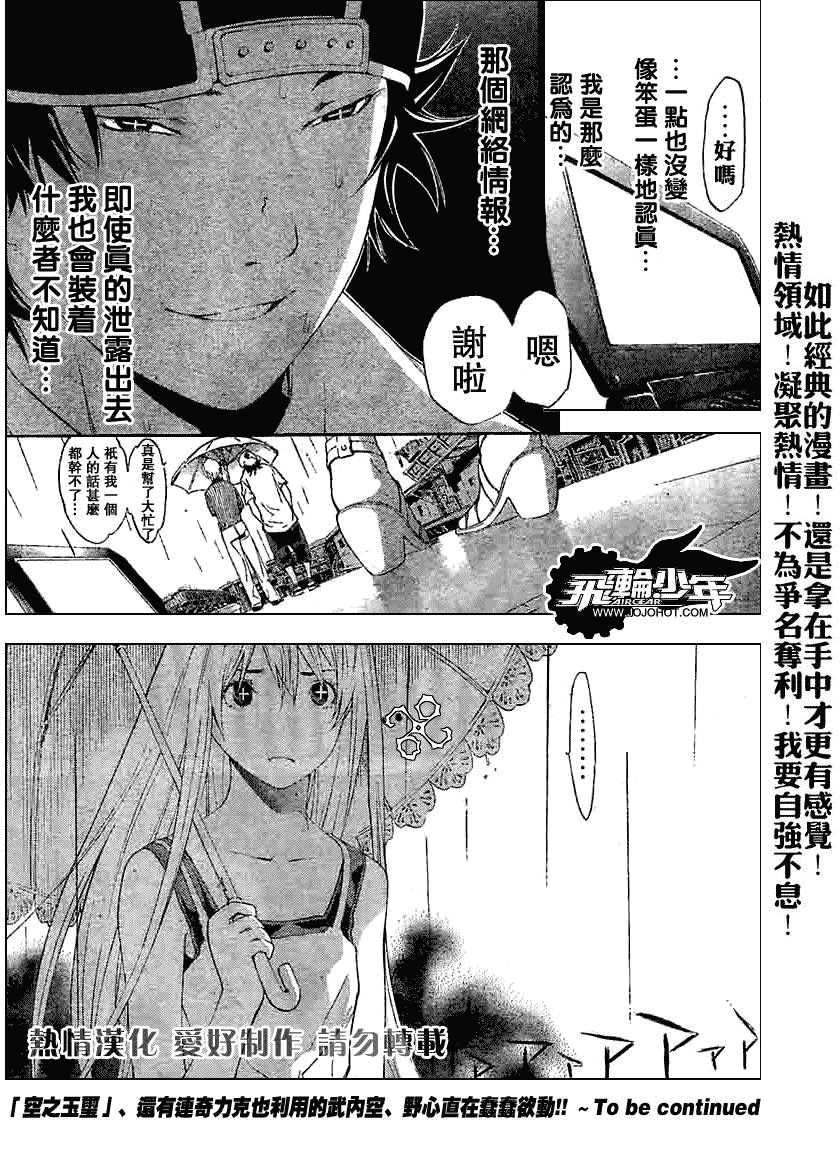 ……好嗎
…一點也沒變
像笨蛋一樣地認真…
我是那麼
認為的…
那個網絡情報…
嗯
謝啦
即使真的泄露出去
我也會裝着
什麼者不知道…
真是幫了大忙了
衹有我一個
人的話甚麼
都幹不了…
飛輪少年
AIRGEAR
WWW.JOJOHOT.COM
……
アアアアア
熱情漢化 愛好制作 請勿轉載
如此經典的漫畫！還是拿在手中才更有感覺！
熱情領域！凝聚熱情！不為爭名奪利！我要自強不息！
「空之玉璽」、還有連奇力克也利用的武內空、野心直在蠢蠢欲動!! ~ To be continued